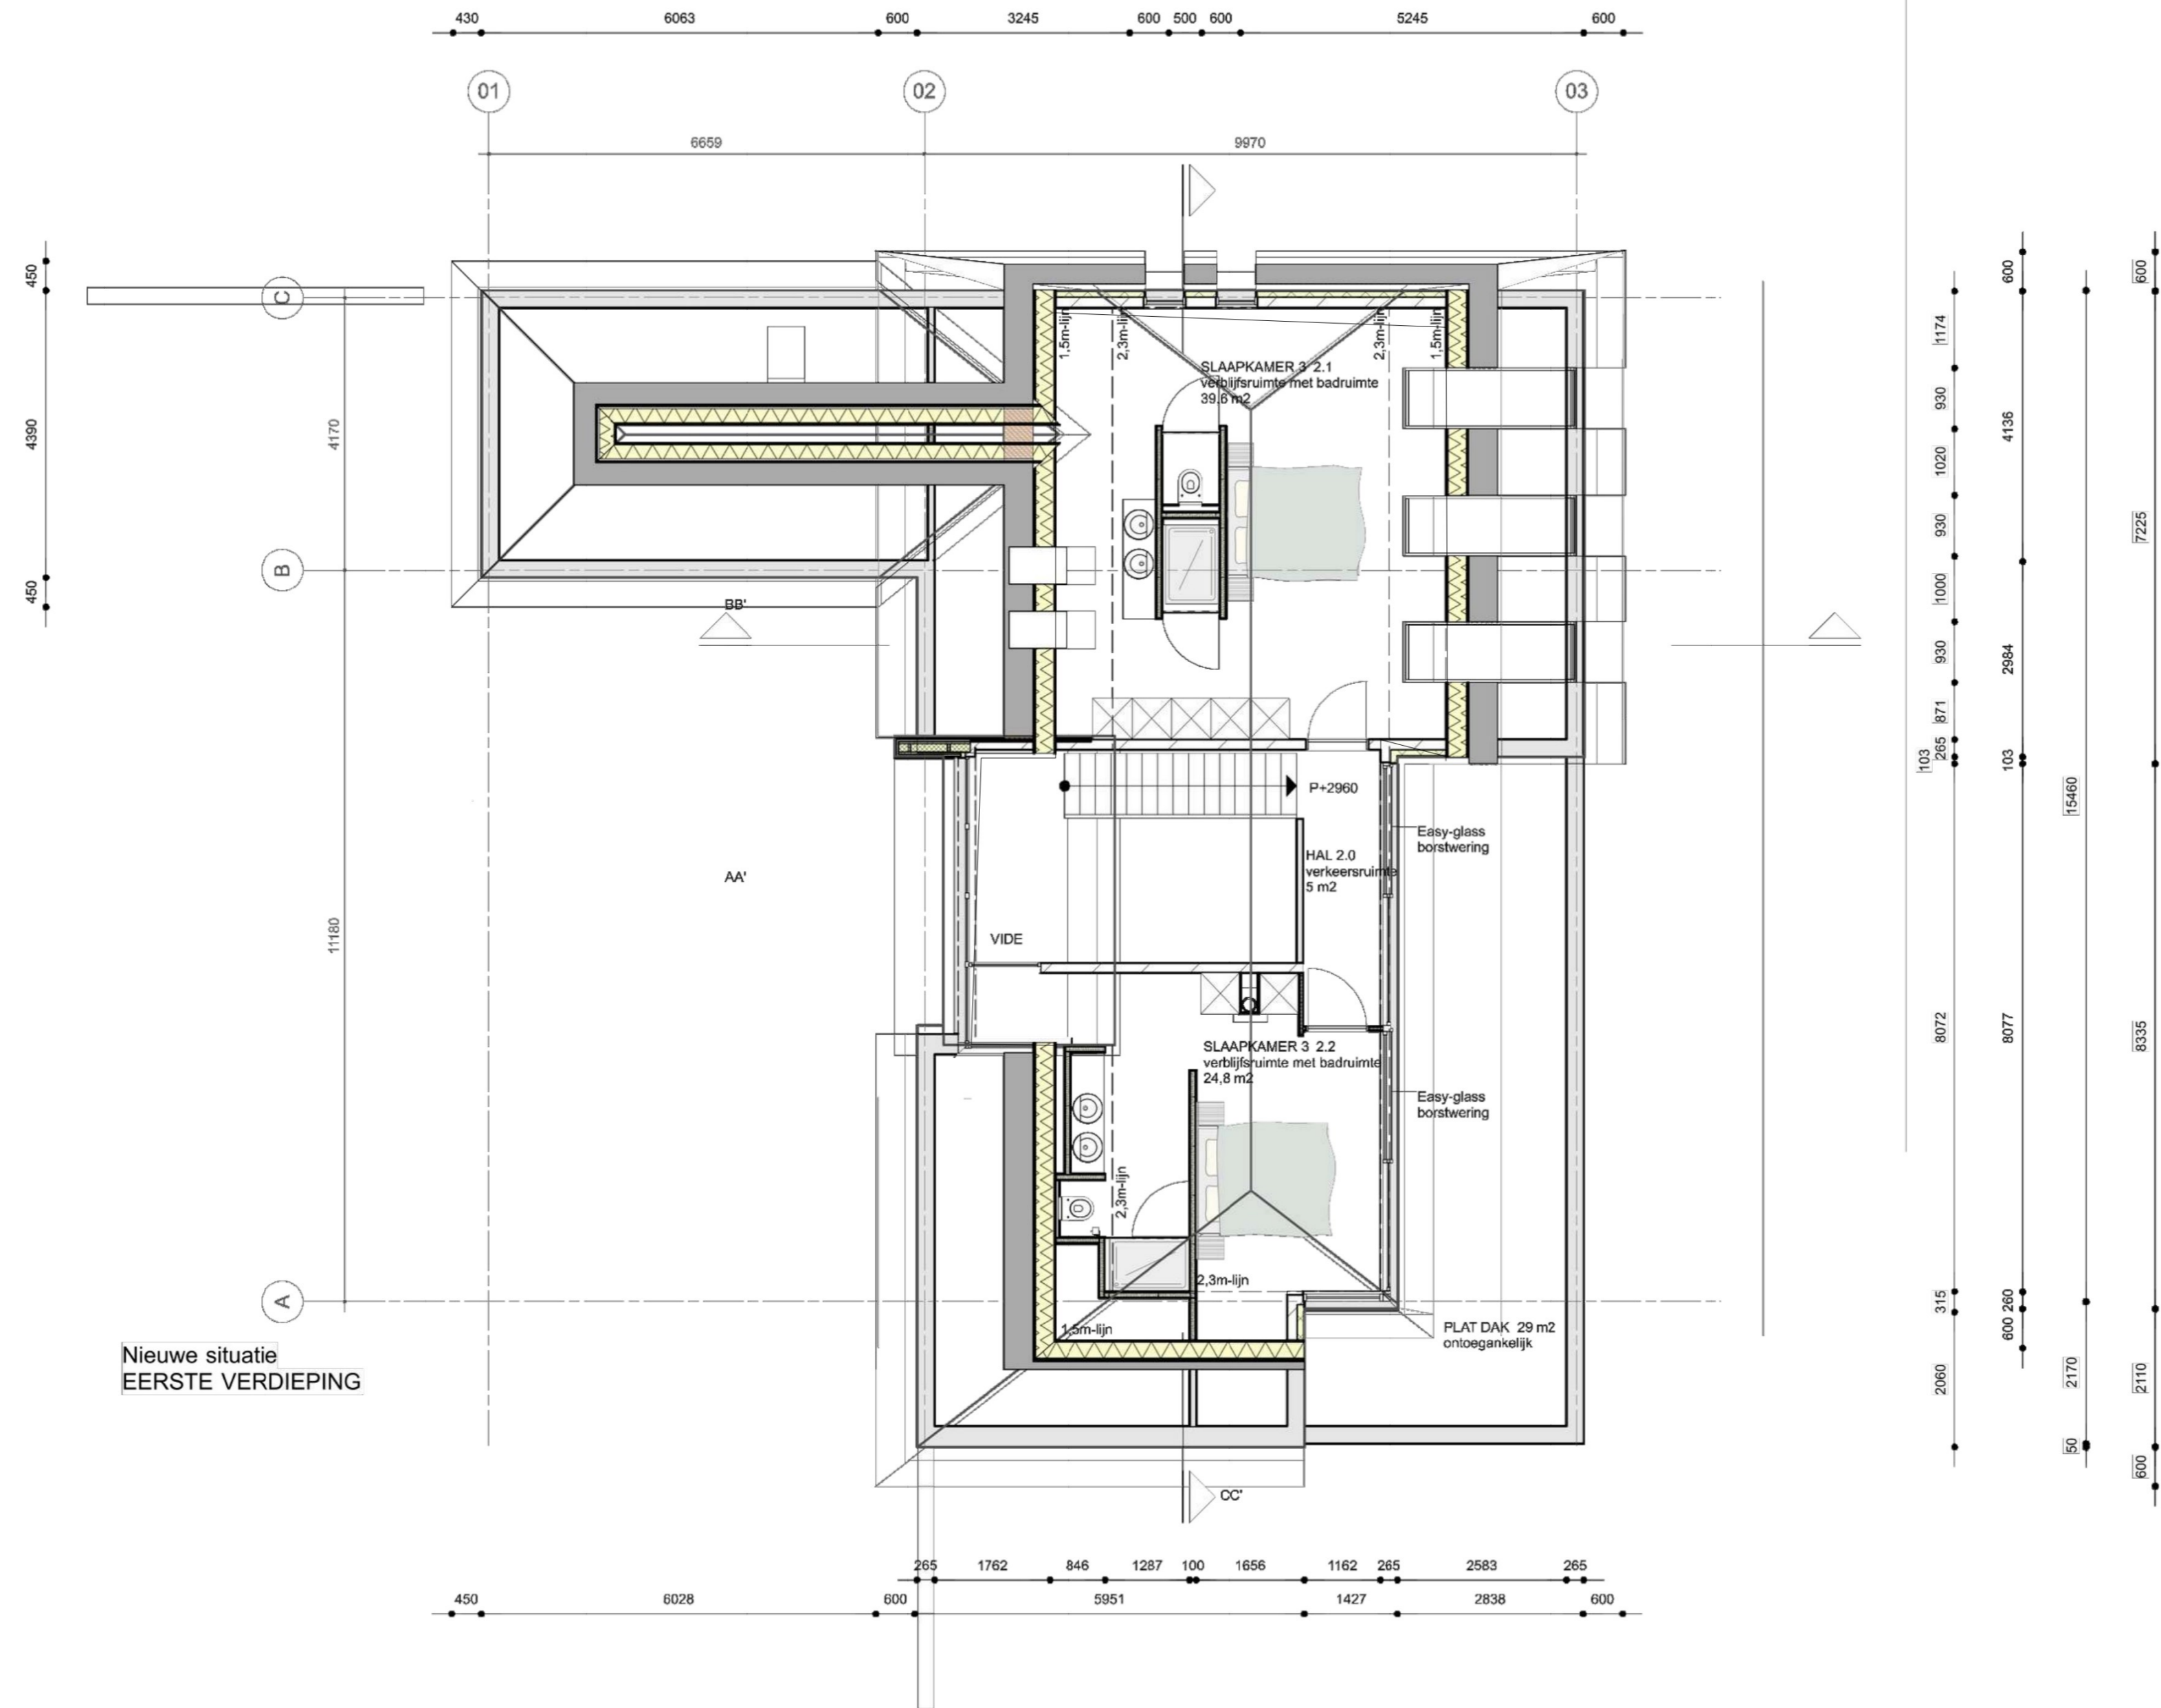 430 6063 600 3245 600 500 600 5245 600
01 02 03
6659 9970
450
4390
450
C
4170
B
11180
A
600
4136
2984
103
8077
260
600
1174
930
1020
930
1000
930
871
265
103
8072
315
2060
15460
2170
50
600
7225
8335
2110
600
1,5m-lijn
2,3m-lijn
2,3m-lijn
1,5m-lijn
SLAAPKAMER 3 2.1
verblijfsruimte met badruimte
39,6 m2
BB'
P+2960
Easy-glass
borstwering
HAL 2.0
verkeersruimte
5 m2
AA'
VIDE
SLAAPKAMER 3 2.2
verblijfsruimte met badruimte
24,8 m2
Easy-glass
borstwering
2,3m-lijn
2,3m-lijn
1,5m-lijn
PLAT DAK 29 m2
ontoegankelijk
Nieuwe situatie
EERSTE VERDIEPING
CC'
265 1762 846 1287 100 1656 1162 265 2583 265
450 6028 600 5951 1427 2838 600